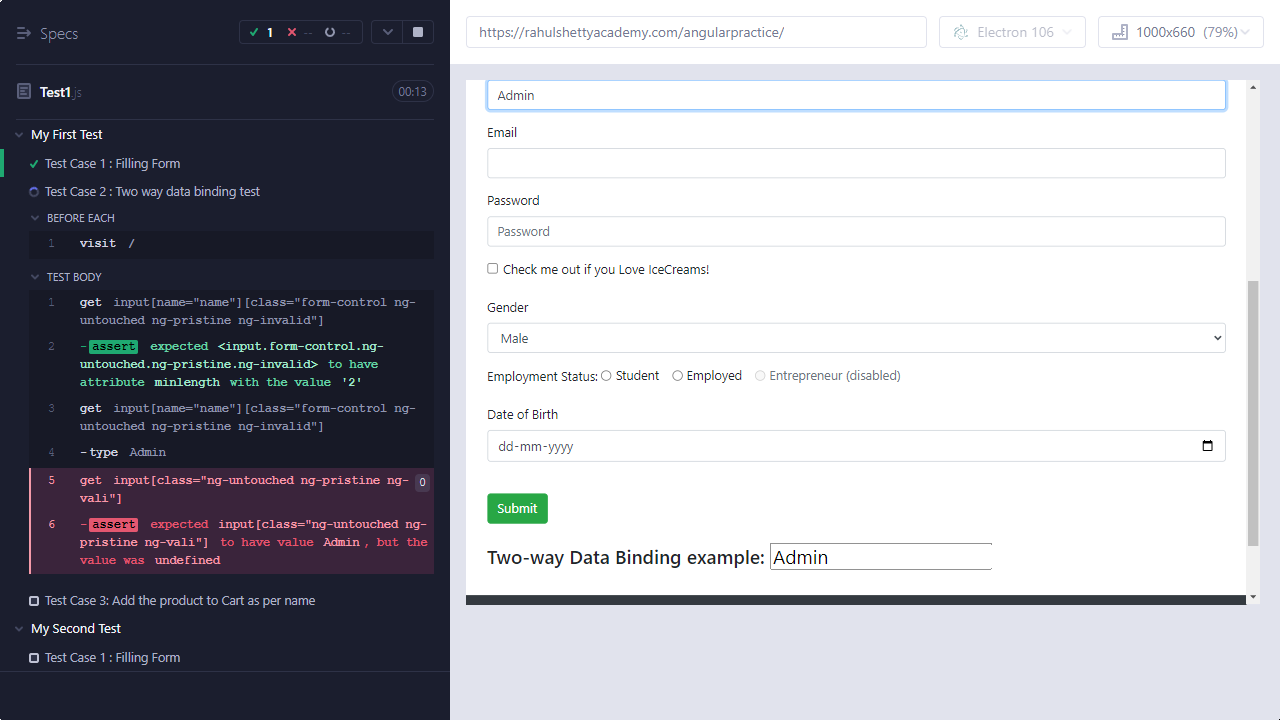 Specs
1 -- --
Test1.js
00:13
My First Test
Test Case 1 : Filling Form
Test Case 2 : Two way data binding test
BEFORE EACH
1 visit /
TEST BODY
1 get input[name="name"][class="form-control ng-
untouched ng-pristine ng-invalid"]
2 -assert expected <input.form-control.ng-
untouched.ng-pristine.ng-invalid> to have
attribute minlength with the value '2'
3 get input[name="name"][class="form-control ng-
untouched ng-pristine ng-invalid"]
4 -type Admin
5 get input[class="ng-untouched ng-pristine ng-
vali"]
0
6 -assert expected input[class="ng-untouched ng-
pristine ng-vali"] to have value Admin, but the
value was undefined
Test Case 3: Add the product to Cart as per name
My Second Test
Test Case 1 : Filling Form
https://rahulshettyacademy.com/angularpractice/
Electron 106
1000x660 (79%)
Admin
Email
Password
Password
Check me out if you Love IceCreams!
Gender
Male
Employment Status: Student Employed Entrepreneur (disabled)
Date of Birth
dd-mm-yyyy
Submit
Two-way Data Binding example: Admin